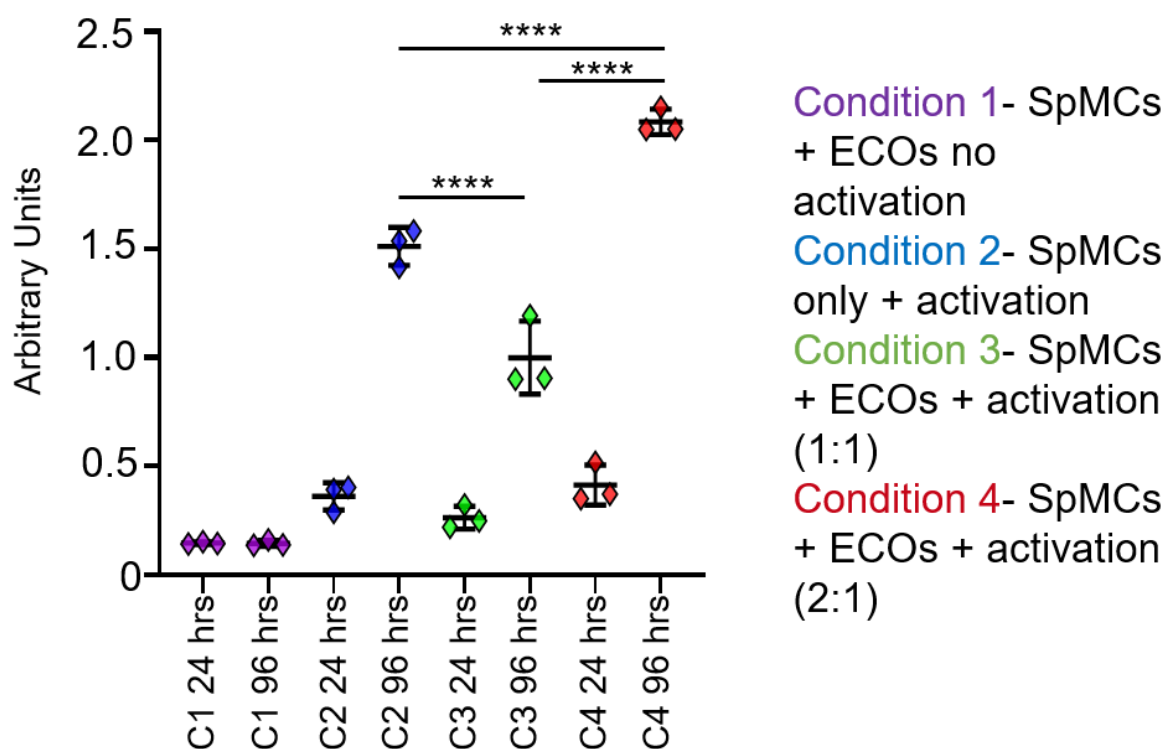 2.5
2.0
1.5
1.0
0.5
0
Arbitrary Units
****
****
****
C1 24 hrs
C1 96 hrs
C2 24 hrs
C2 96 hrs
C3 24 hrs
C3 96 hrs
C4 24 hrs
C4 96 hrs
Condition 1- SpMCs
+ ECOs no
activation
Condition 2- SpMCs
only + activation
Condition 3- SpMCs
+ ECOs + activation
(1:1)
Condition 4- SpMCs
+ ECOs + activation
(2:1)